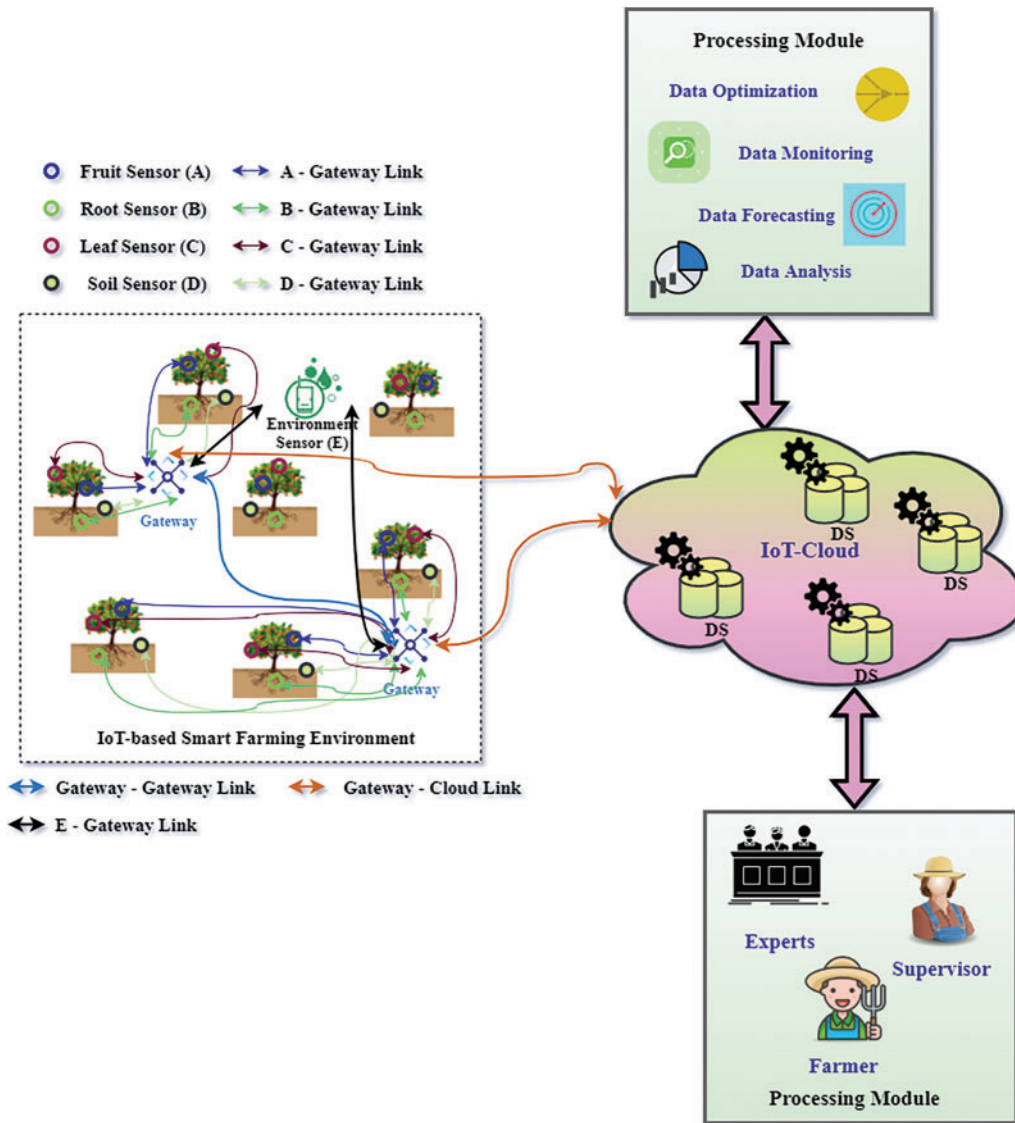 Processing Module
Data Optimization
Data Monitoring
Data Forecasting
Data Analysis
Fruit Sensor (A)
A - Gateway Link
Root Sensor (B)
B - Gateway Link
Leaf Sensor (C)
C - Gateway Link
Soil Sensor (D)
D - Gateway Link
Environment
Sensor (E)
Gateway
Gateway
IoT-based Smart Farming Environment
Gateway - Gateway Link
Gateway - Cloud Link
E - Gateway Link
DS
IoT-Cloud
DS
DS
DS
Experts
Supervisor
Farmer
Processing Module